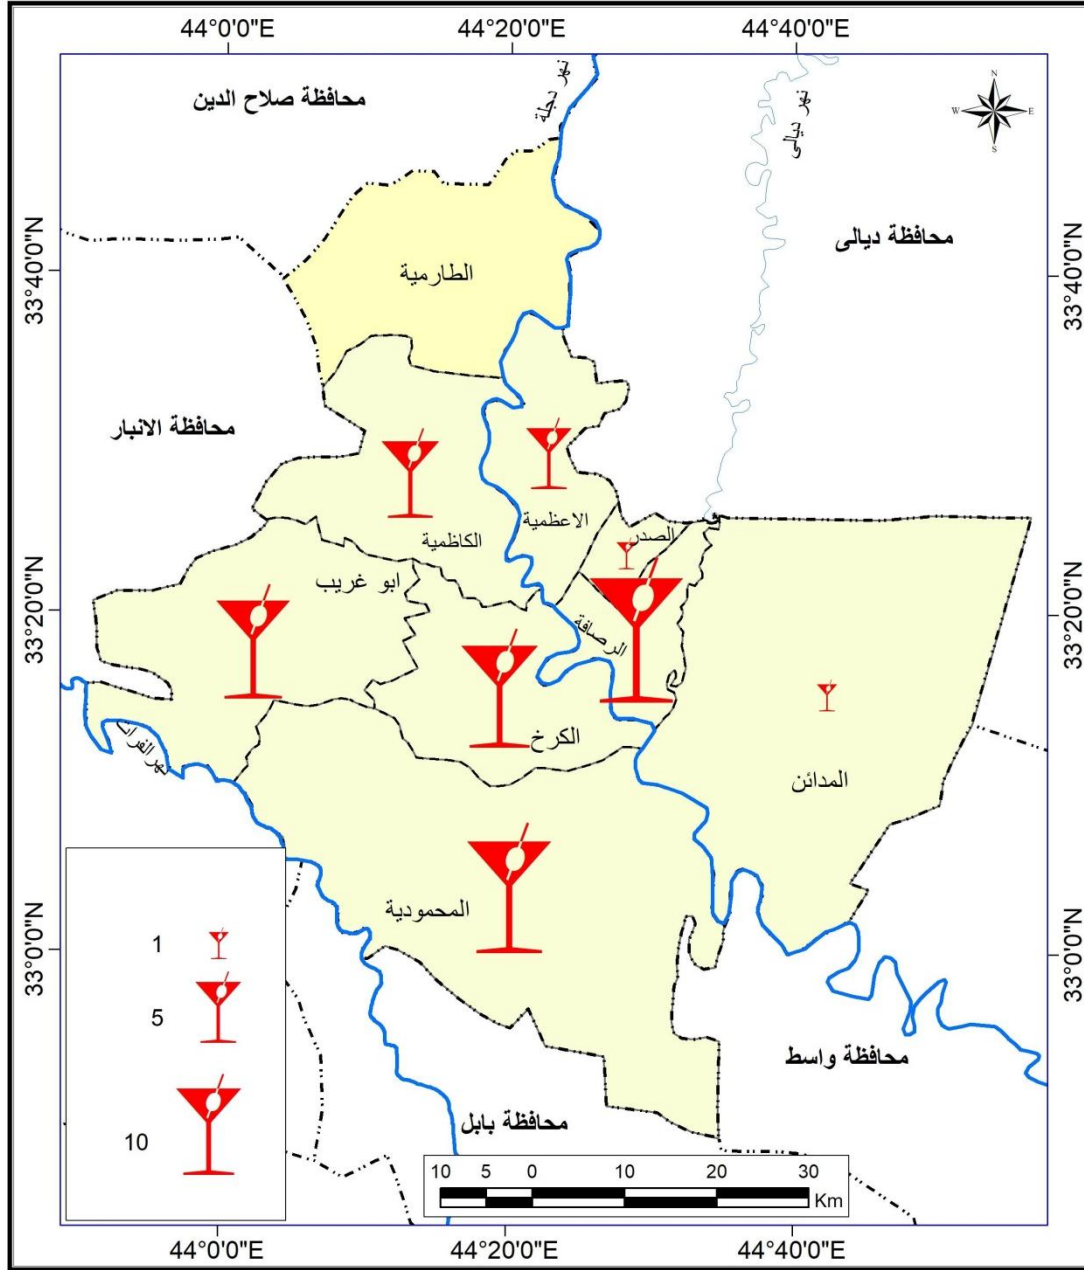 44°0'0"E
44°20'0"E
44°40'0"E
محافظة صلاح الدين
نهر دجلة
نهر ديالى
N
W
E
S
محافظة ديالى
33°40'0"N
33°40'0"N
الطارمية
محافظة الانبار
الاعظمية
الكاظمية
الصدر
ابو غريب
33°20'0"N
33°20'0"N
الرصافة
الكرخ
نهر الفرات
المدائن
المحمودية
33°0'0"N
33°0'0"N
1
5
10
محافظة واسط
محافظة بابل
10 5 0 10 20 30
Km
44°0'0"E
44°20'0"E
44°40'0"E